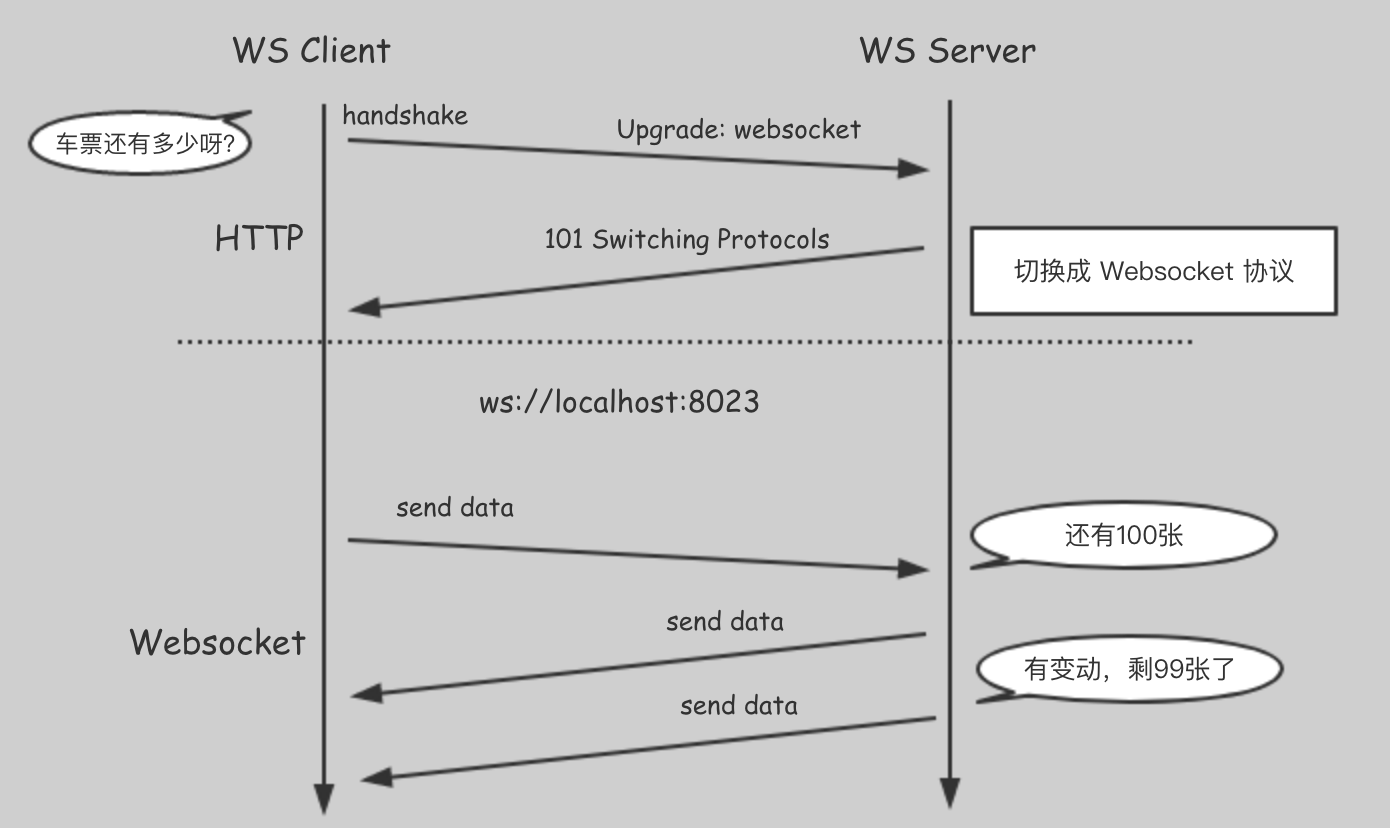 WS Client
WS Server
handshake
Upgrade: websocket
车票还有多少呀?
HTTP
101 Switching Protocols
切换成 Websocket 协议
ws://localhost:8023
send data
还有100张
send data
Websocket
有变动，剩99张了
send data